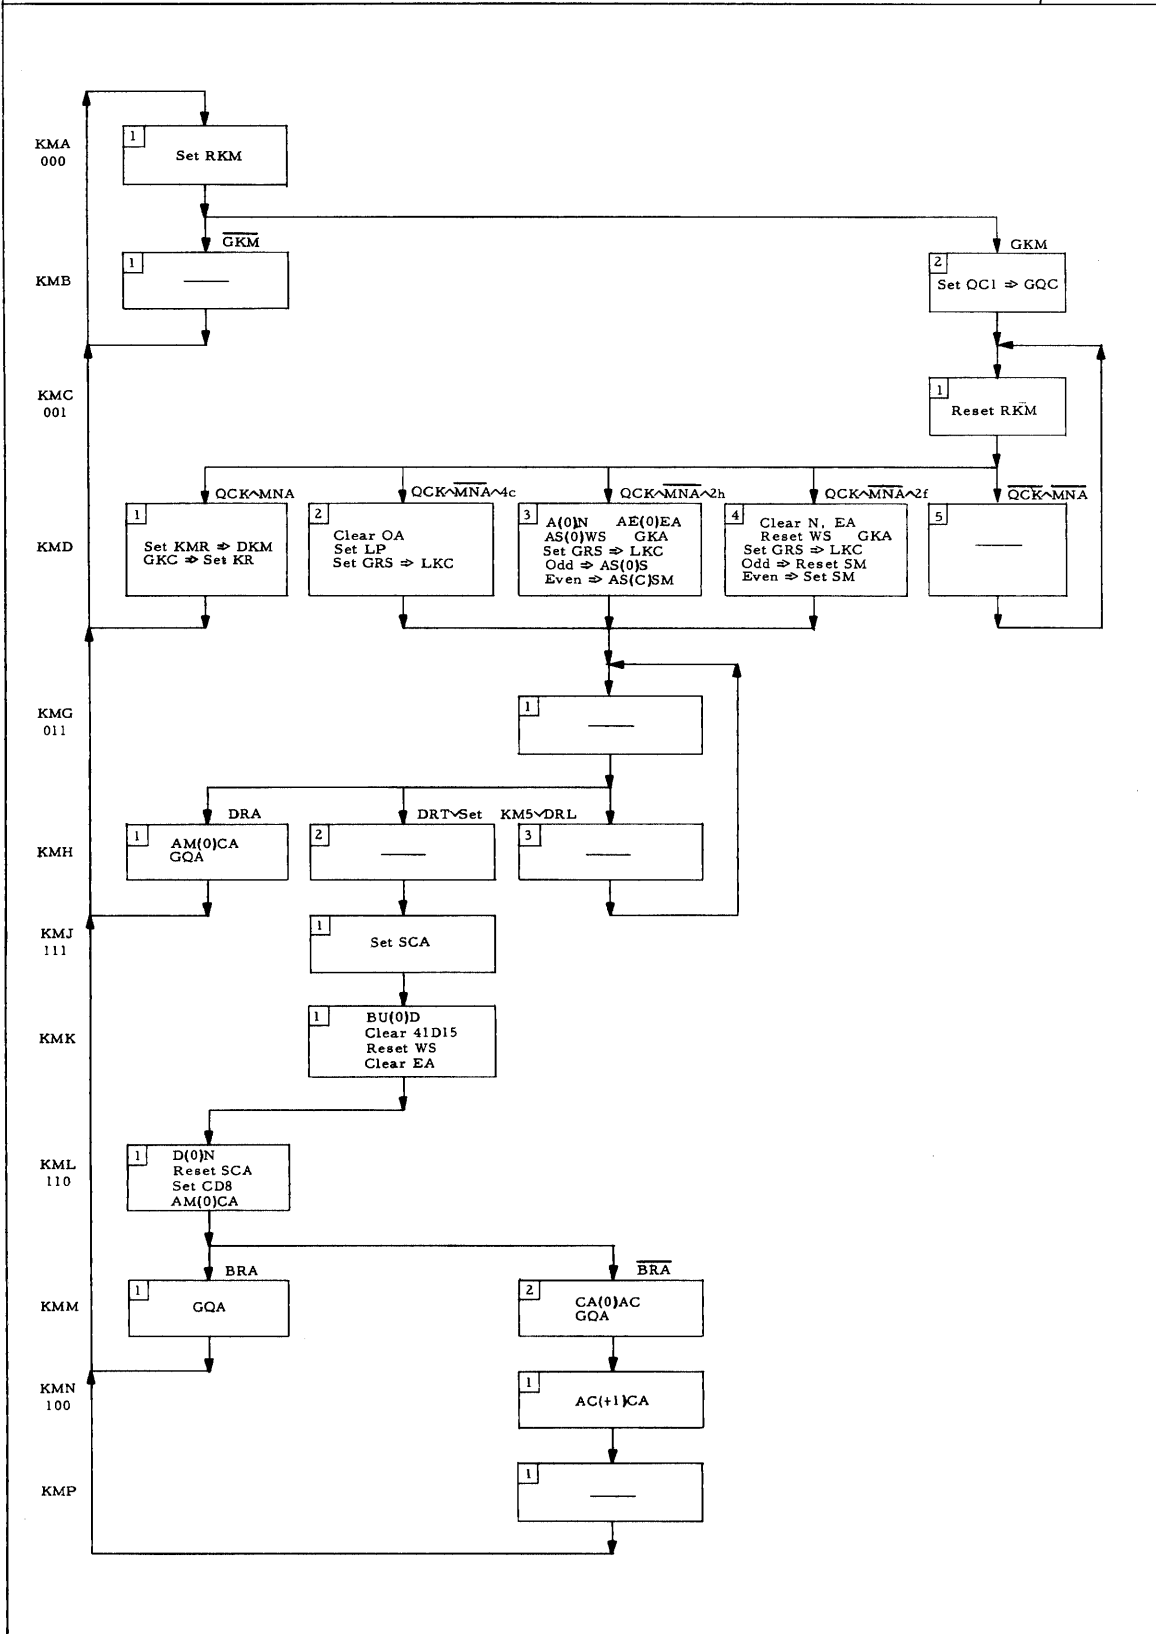 KMA
000
1
Set RKM
G̅K̅M̅
GKM
KMB
1
2
Set QC1 ⇒ GQC
KMC
001
1
Reset RKM
QCK^MNA
QCK^M̅N̅A̅^4c
QCK^M̅N̅A̅^2h
QCK^M̅N̅A̅^2f
Q̅C̅K̅^M̅N̅A̅
KMD
1
Set KMR ⇒ DKM
GKC ⇒ Set KR
2
Clear OA
Set LP
Set GRS ⇒ LKC
3
A(0)N AE(0)EA
AS(0)WS GKA
Set GRS ⇒ LKC
Odd ⇒ AS(0)S
Even ⇒ AS(C)SM
4
Clear N, EA
Reset WS GKA
Set GRS ⇒ LKC
Odd ⇒ Reset SM
Even ⇒ Set SM
5
KMG
011
1
DRA
DRT∨Set KM5∨DRL
KMH
1
AM(0)CA
GQA
2
3
KMJ
111
1
Set SCA
KMK
1
BU(0)D
Clear 41D15
Reset WS
Clear EA
KML
110
1
D(0)N
Reset SCA
Set CD8
AM(0)CA
BRA
B̅R̅A̅
KMM
1
GQA
2
CA(0)AC
GQA
KMN
100
1
AC(+1)CA
KMP
1